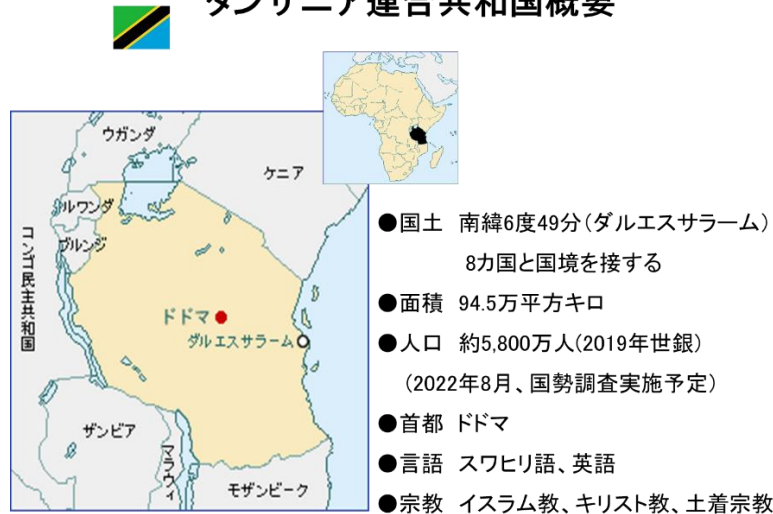 タンザニア連合共和国概要
ウガンダ
ケニア
ルワンダ
ブルンジ
コンゴ民主共和国
ドドマ
ダルエスサラーム
ザンビア
マラウィ
モザンビーク
●国土 南緯6度49分(ダルエスサラーム)
8カ国と国境を接する
●面積 94.5万平方キロ
●人口 約5,800万人(2019年世銀)
(2022年8月、国勢調査実施予定)
●首都 ドドマ
●言語 スワヒリ語、英語
●宗教 イスラム教、キリスト教、土着宗教